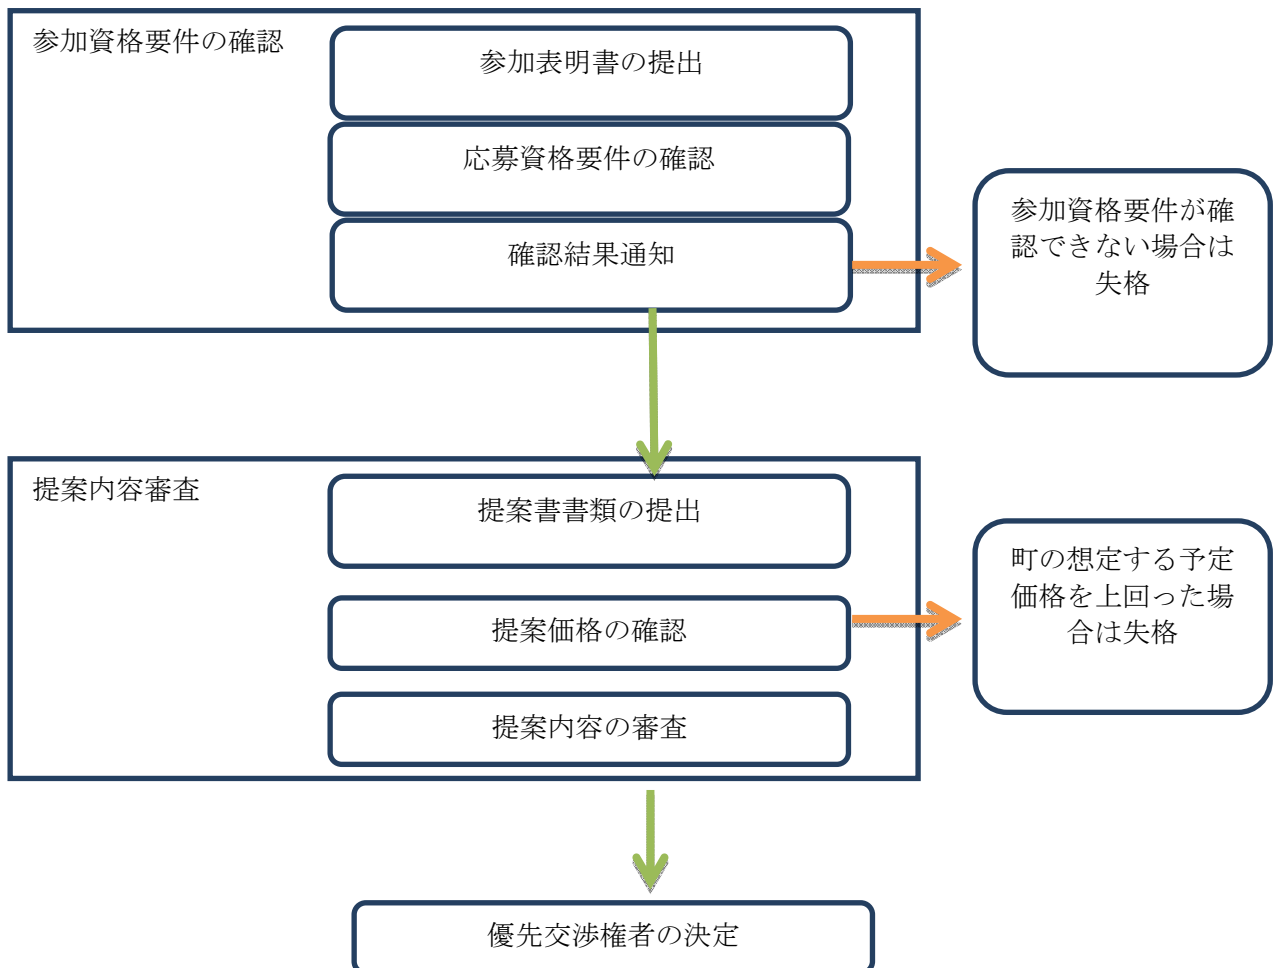 参加資格要件の確認
参加表明書の提出
応募資格要件の確認
確認結果通知
参加資格要件が確
認できない場合は
失格
提案内容審査
提案書書類の提出
提案価格の確認
提案内容の審査
町の想定する予定
価格を上回った場
合は失格
優先交渉権者の決定